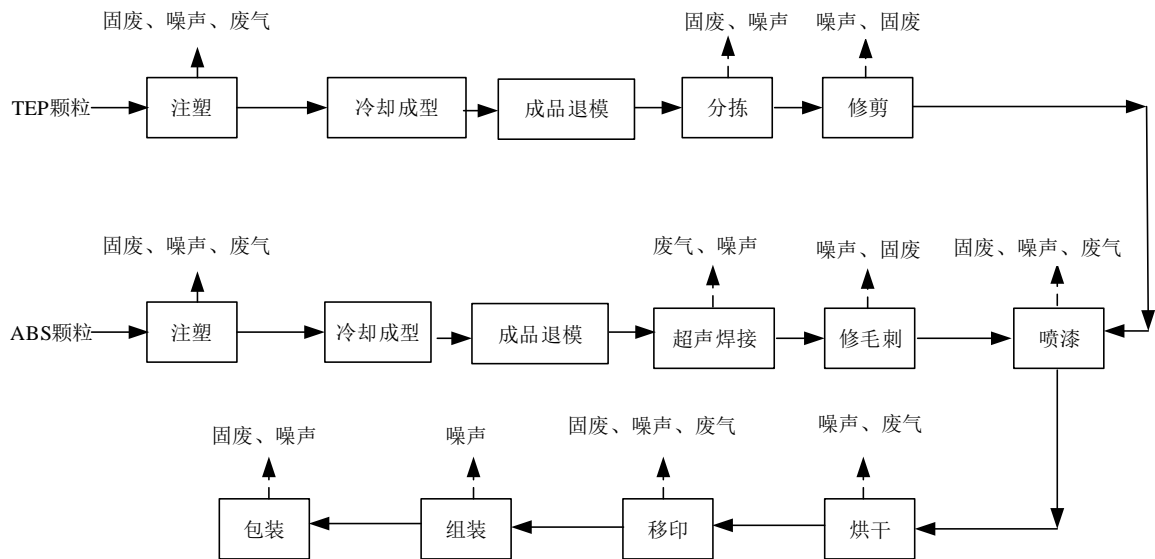 固废、噪声、废气
固废、噪声
噪声、固废
TEP颗粒
注塑
冷却成型
成品退模
分拣
修剪
固废、噪声、废气
废气、噪声
噪声、固废
固废、噪声、废气
ABS颗粒
注塑
冷却成型
成品退模
超声焊接
修毛刺
喷漆
固废、噪声
噪声
固废、噪声、废气
噪声、废气
包装
组装
移印
烘干